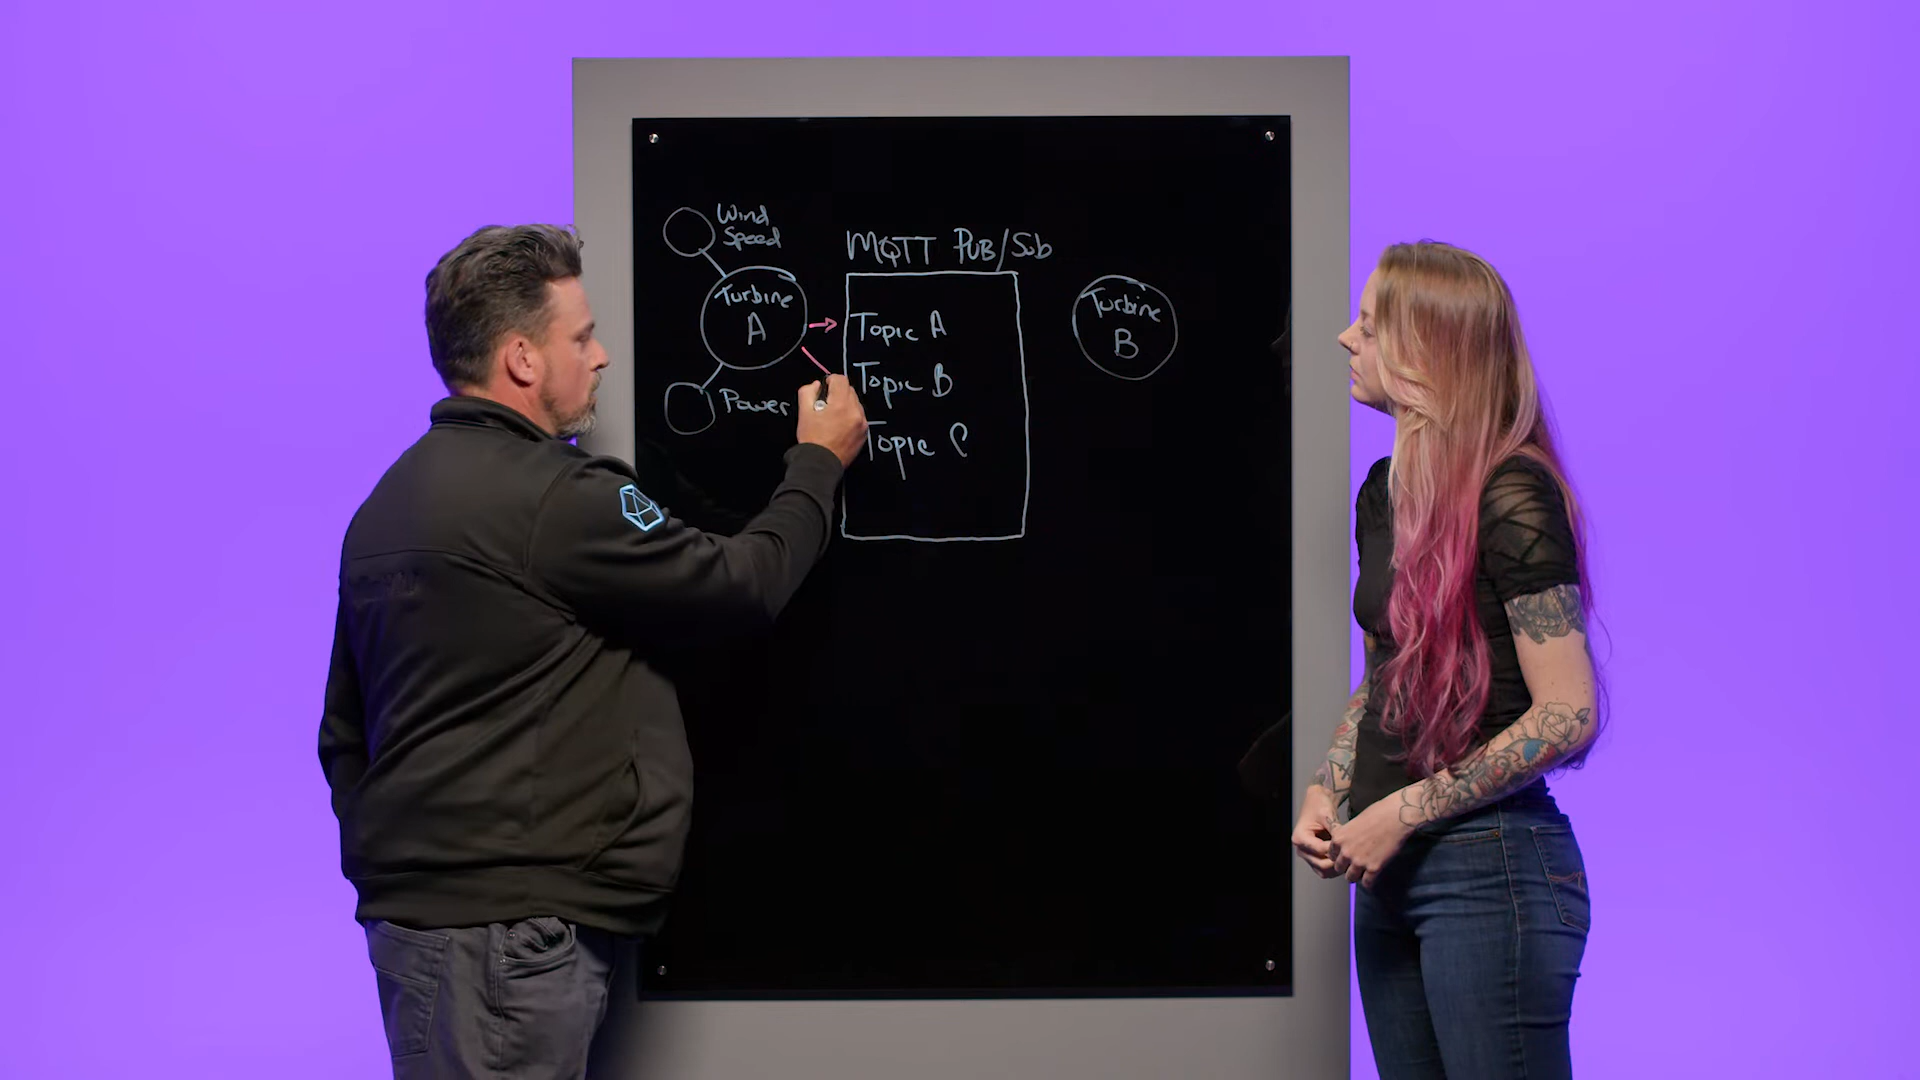 Wind
Speed
Turbine
A
Power
MQTT PUB/Sub
Topic A
Topic B
Topic C
Turbine
B